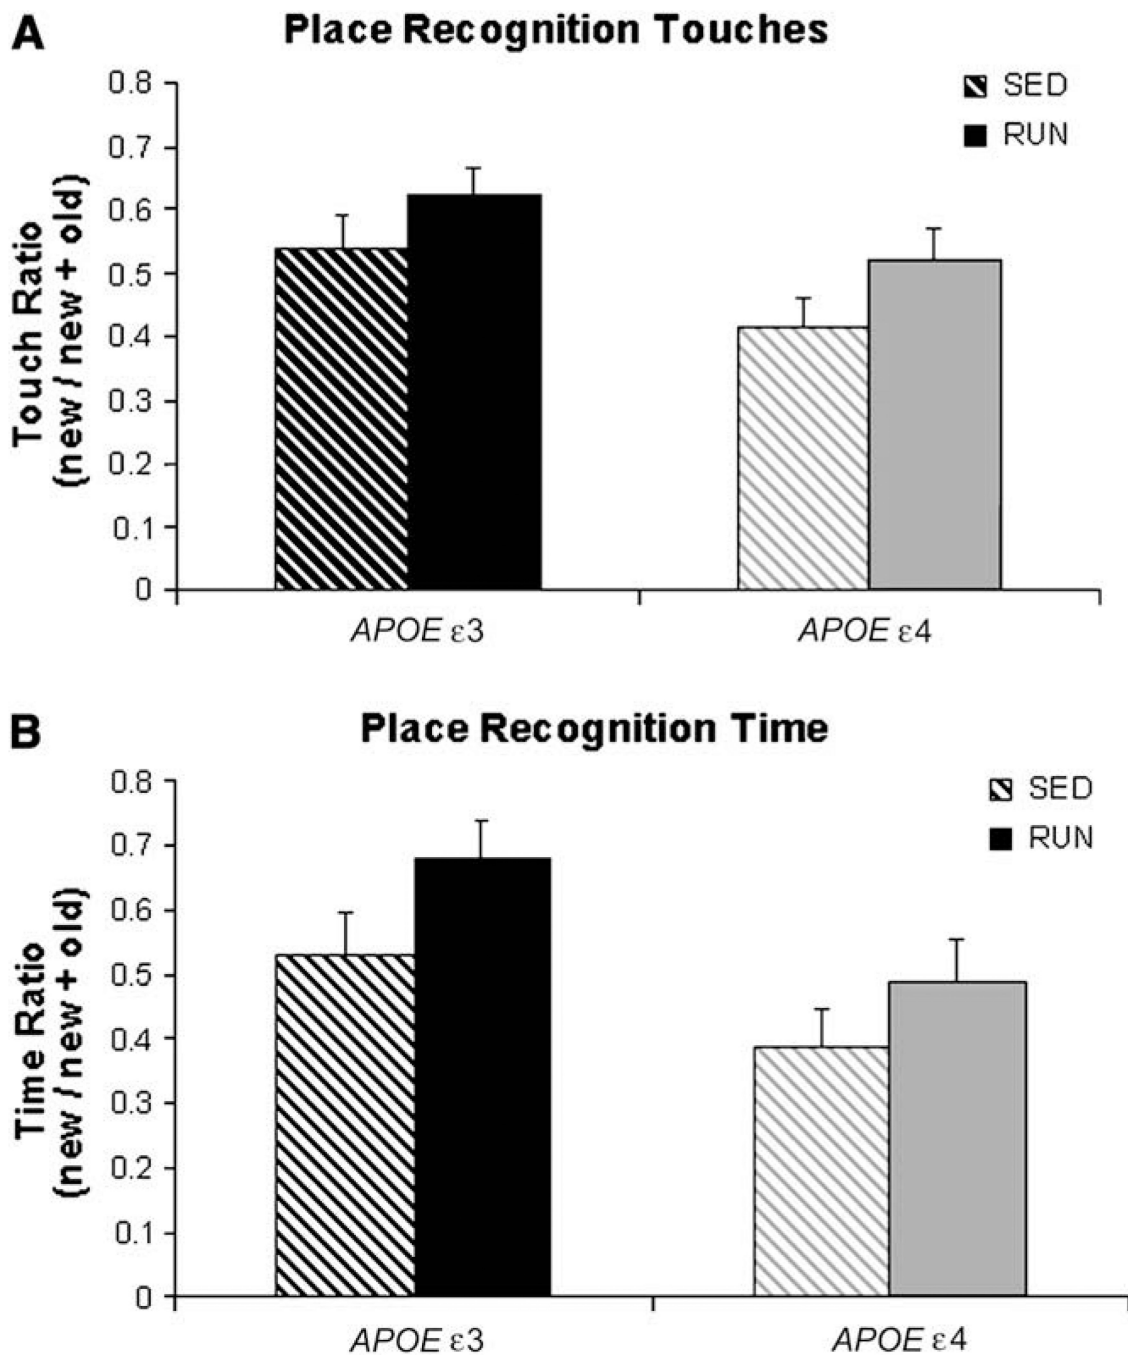 A
Place Recognition Touches
0.8
0.7
0.6
0.5
0.4
0.3
0.2
0.1
0
Touch Ratio
(new / new + old)
SED
RUN
APOE ε3
APOE ε4
B
Place Recognition Time
0.8
0.7
0.6
0.5
0.4
0.3
0.2
0.1
0
Time Ratio
(new / new + old)
SED
RUN
APOE ε3
APOE ε4